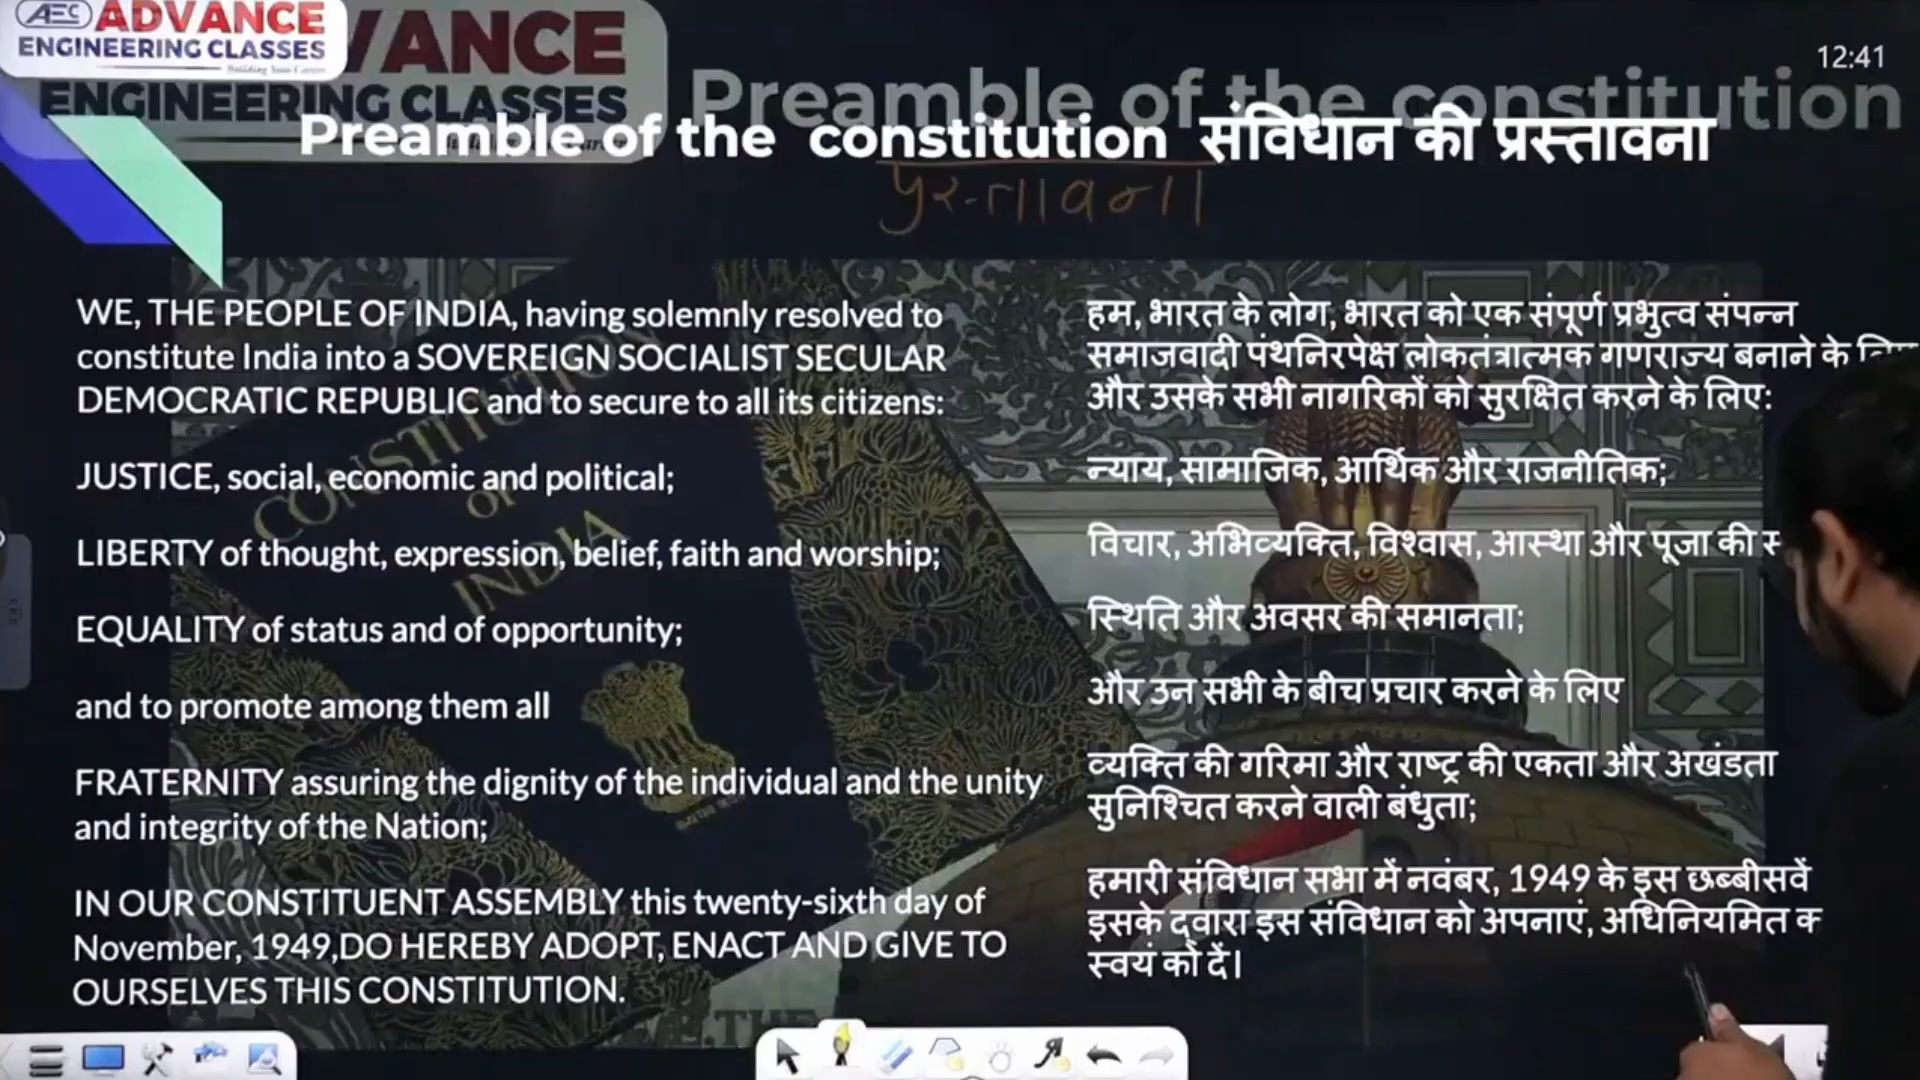 AEC ADVANCE
ENGINEERING CLASSES
VANCE
ENGINEERING CLASSES
12:41
Preamble of the constitution
Preamble of the constitution संविधान की प्रस्तावना
प्रस्तावना
WE, THE PEOPLE OF INDIA, having solemnly resolved to
constitute India into a SOVEREIGN SOCIALIST SECULAR
DEMOCRATIC REPUBLIC and to secure to all its citizens:
JUSTICE, social, economic and political;
LIBERTY of thought, expression, belief, faith and worship;
EQUALITY of status and of opportunity;
and to promote among them all
FRATERNITY assuring the dignity of the individual and the unity
and integrity of the Nation;
IN OUR CONSTITUENT ASSEMBLY this twenty-sixth day of
November, 1949,DO HEREBY ADOPT, ENACT AND GIVE TO
OURSELVES THIS CONSTITUTION.
हम, भारत के लोग, भारत को एक संपूर्ण प्रभुत्व संपन्न
समाजवादी पंथनिरपेक्ष लोकतंत्रात्मक गणराज्य बनाने के
और उसके सभी नागरिकों को सुरक्षित करने के लिए:
न्याय, सामाजिक, आर्थिक और राजनीतिक;
विचार, अभिव्यक्ति, विश्वास, आस्था और पूजा की
स्थिति और अवसर की समानता;
और उन सभी के बीच प्रचार करने के लिए
व्यक्ति की गरिमा और राष्ट्र की एकता और अखंडता
सुनिश्चित करने वाली बंधुता;
हमारी संविधान सभा में नवंबर, 1949 के इस छब्बीसवें
इसके द्वारा इस संविधान को अपनाएं, अधिनियमित
स्वयं को दें।
CONSTITUTION
OF
INDIA